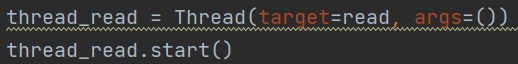 thread_read = Thread(target=read, args=())
thread_read.start()